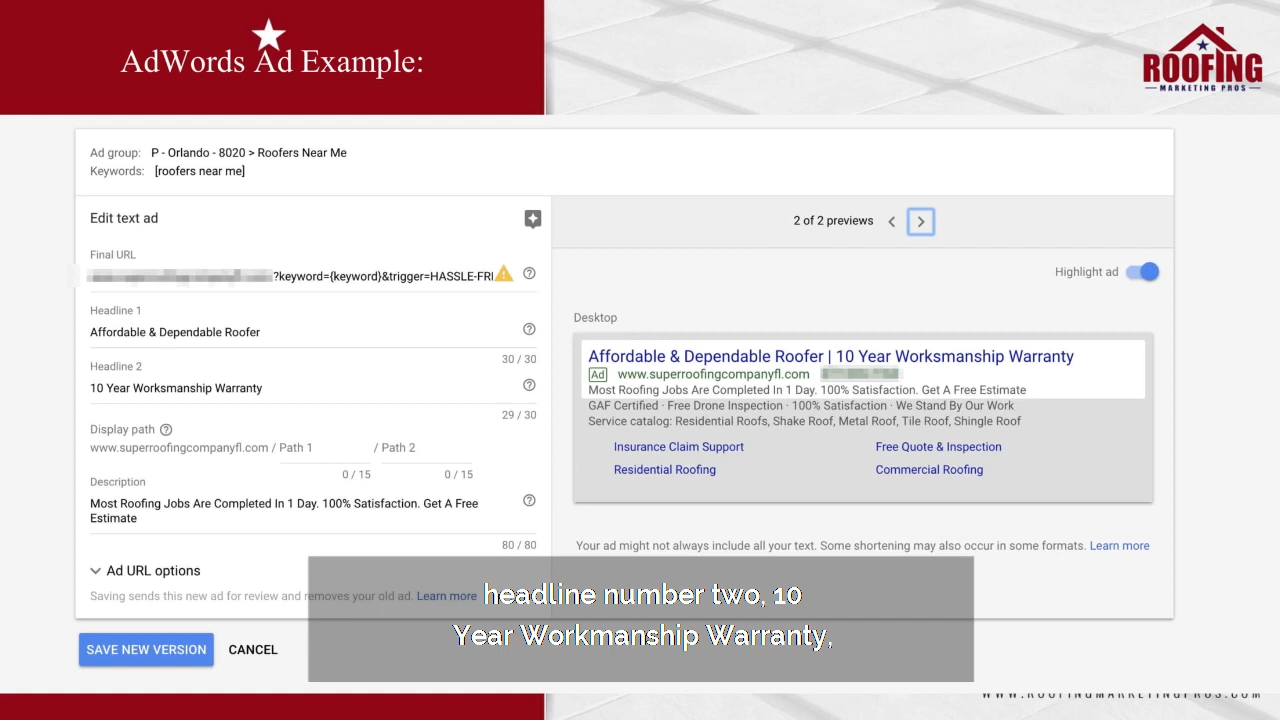 AdWords Ad Example:
ROOFING
MARKETING PROS
Ad group: P - Orlando - 8020 > Roofers Near Me
Keywords: [roofers near me]
Edit text ad
Final URL
?keyword={keyword}&trigger=HASSLE-FRI
Headline 1
Affordable & Dependable Roofer
30 / 30
Headline 2
10 Year Worksmanship Warranty
29 / 30
Display path
www.superroofingcompanyfl.com / Path 1 / Path 2
0 / 15 0 / 15
Description
Most Roofing Jobs Are Completed In 1 Day. 100% Satisfaction. Get A Free
Estimate
80 / 80
Ad URL options
Saving sends this new ad for review and removes your old ad. Learn more
SAVE NEW VERSION CANCEL
2 of 2 previews
Highlight ad
Desktop
Affordable & Dependable Roofer | 10 Year Worksmanship Warranty
Ad www.superroofingcompanyfl.com
Most Roofing Jobs Are Completed In 1 Day. 100% Satisfaction. Get A Free Estimate
GAF Certified · Free Drone Inspection · 100% Satisfaction · We Stand By Our Work
Service catalog: Residential Roofs, Shake Roof, Metal Roof, Tile Roof, Shingle Roof
Insurance Claim Support Free Quote & Inspection
Residential Roofing Commercial Roofing
Your ad might not always include all your text. Some shortening may also occur in some formats. Learn more
headline number two, 10
Year Workmanship Warranty,
WWW.ROOFINGMARKETINGPROS.COM